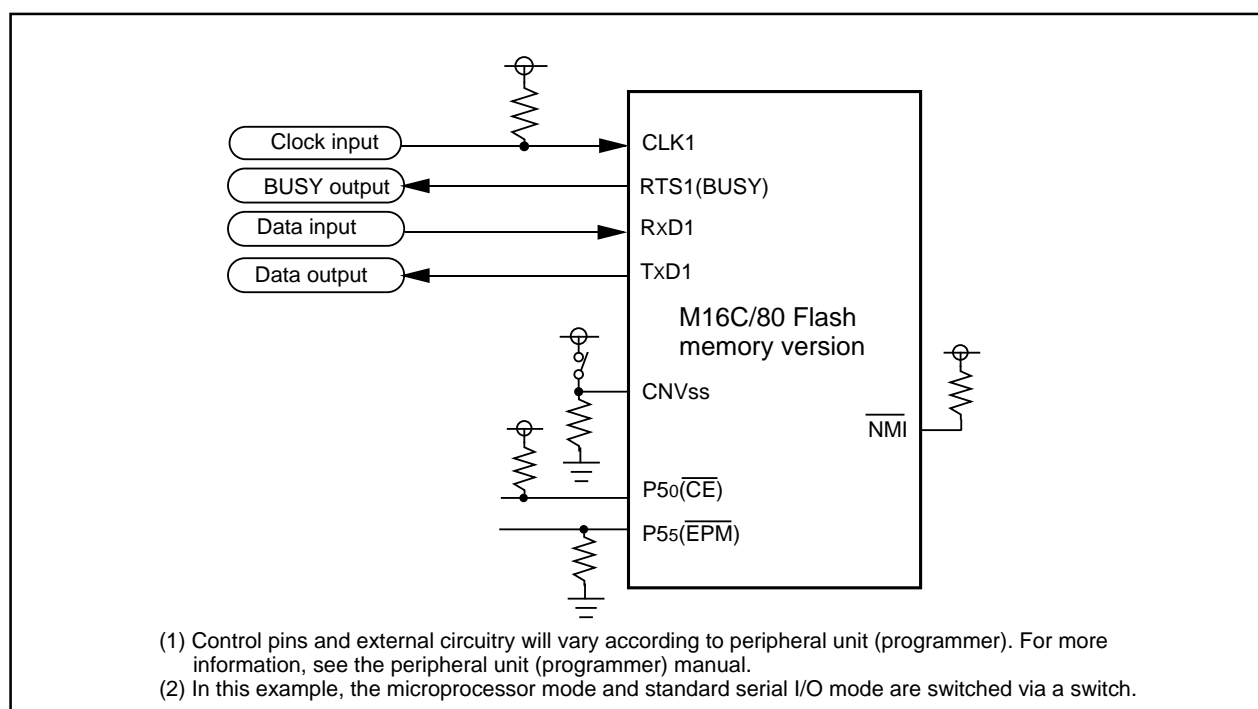 Clock input
BUSY output
Data input
Data output
CLK1
RTS1(BUSY)
RxD1
TxD1
M16C/80 Flash
memory version
CNVss
NMI
P50(CE)
P55(EPM)
(1) Control pins and external circuitry will vary according to peripheral unit (programmer). For more
information, see the peripheral unit (programmer) manual.
(2) In this example, the microprocessor mode and standard serial I/O mode are switched via a switch.